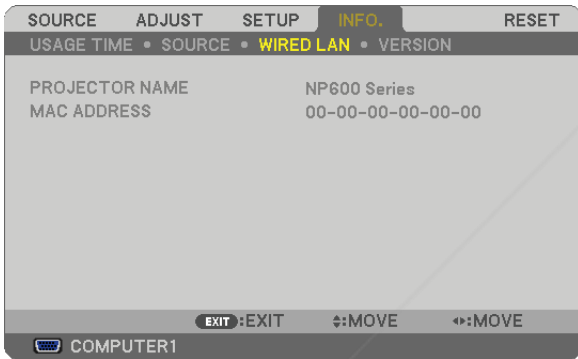 SOURCE ADJUST SETUP INFO. RESET
USAGE TIME • SOURCE • WIRED LAN • VERSION
PROJECTOR NAME NP600 Series
MAC ADDRESS 00-00-00-00-00-00
EXIT :EXIT :MOVE :MOVE
COMPUTER1